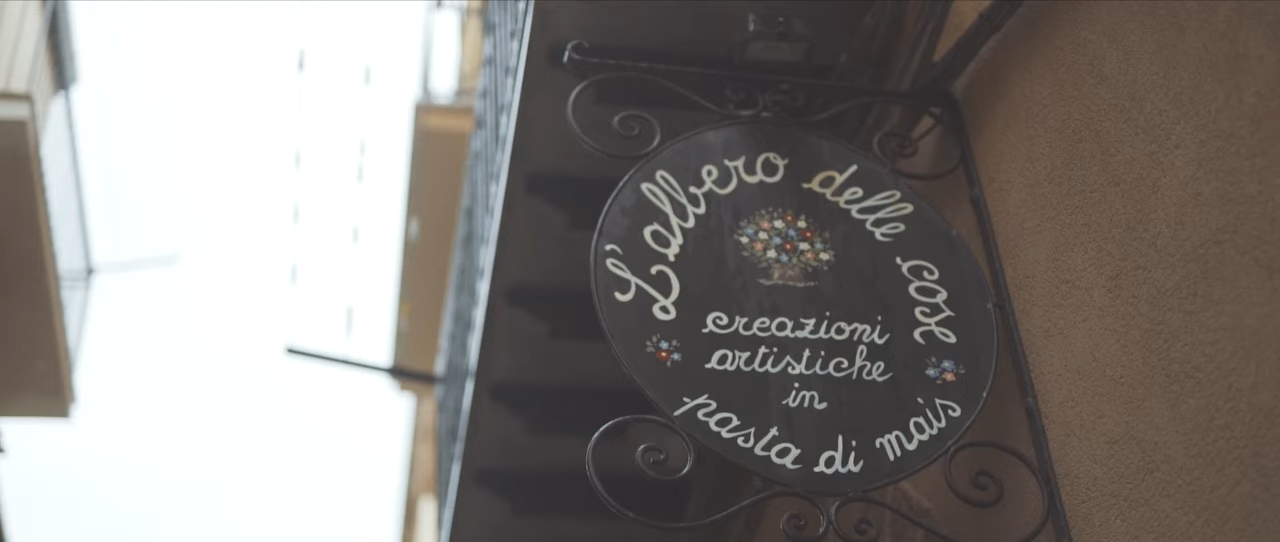 L'albero delle cose
creazioni
artistiche
in
pasta di mais